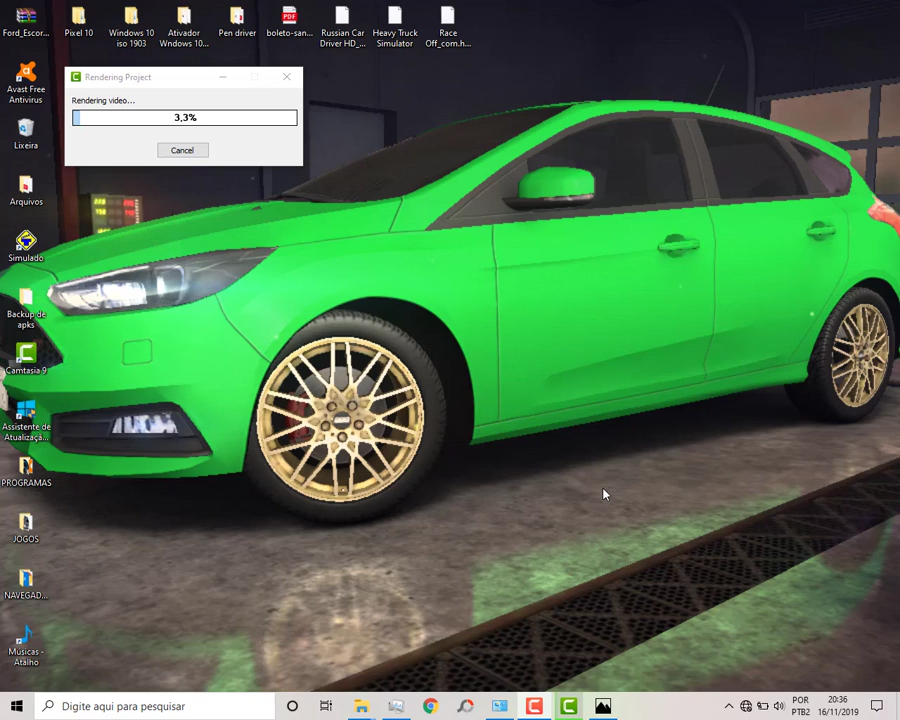 Ford_Escor...
Pixel 10
Windows 10
iso 1903
Ativador
Wndows 10...
Pen driver
PDF
boleto-san...
Russian Car
Driver HD_...
Heavy Truck
Simulator
Race
Off_com.h...
Rendering Project
Rendering video...
3,3%
Cancel
Avast Free
Antivirus
Lixeira
Arquivos
Simulado
Backup de
apks
Camtasia 9
Assistente de
Atualizaçã...
PROGRAMAS
JOGOS
NAVEGAD...
Músicas -
Atalho
Digite aqui para pesquisar
POR
PTB2
20:36
16/11/2019